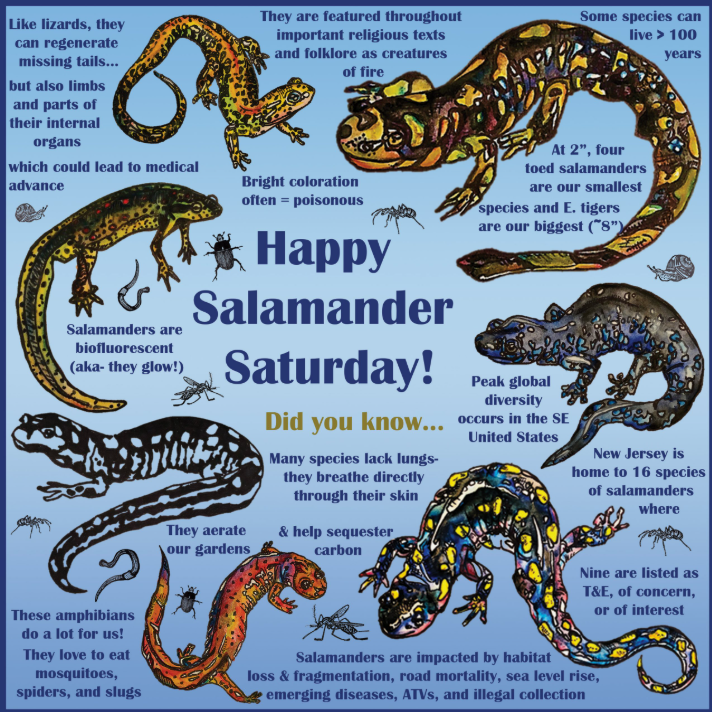 Like lizards, they
can regenerate
missing tails...
but also limbs
and parts of
their internal
organs
which could lead to medical
advance
They are featured throughout
important religious texts
and folklore as creatures
of fire
Some species can
live > 100
years
Bright coloration
often = poisonous
At 2”, four
toed salamanders
are our smallest
species and E. tigers
are our biggest (~8”)
Happy
Salamander
Saturday!
Did you know...
Salamanders are
biofluorescent
(aka- they glow!)
Peak global
diversity
occurs in the SE
United States
Many species lack lungs-
they breathe directly
through their skin
New Jersey is
home to 16 species
of salamanders
where
Nine are listed as
T&E, of concern,
or of interest
They aerate
our gardens
& help sequester
carbon
These amphibians
do a lot for us!
They love to eat
mosquitoes,
spiders, and slugs
Salamanders are impacted by habitat
loss & fragmentation, road mortality, sea level rise,
emerging diseases, ATVs, and illegal collection